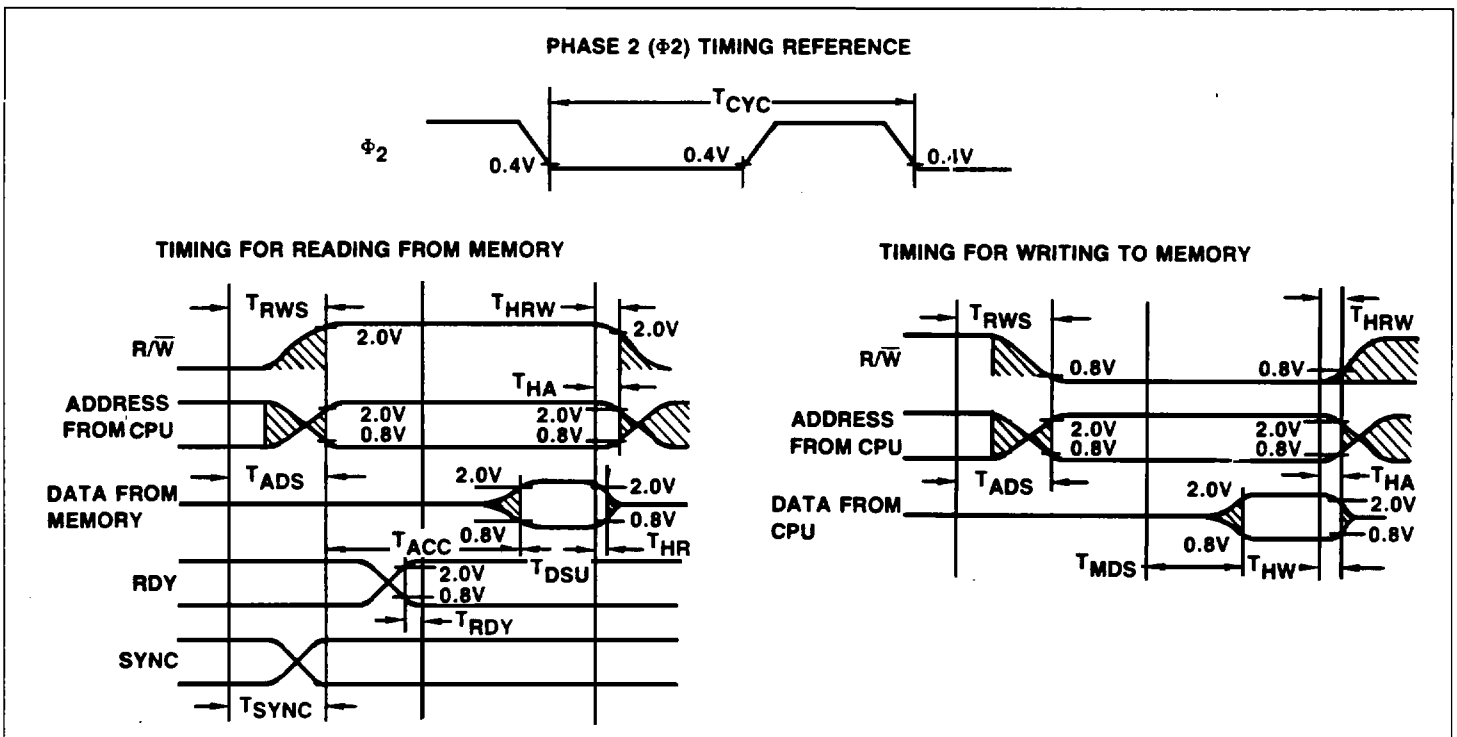 PHASE 2 (Φ2) TIMING REFERENCE
TCYC
Φ2
0.4V
0.4V
0.4V
TIMING FOR READING FROM MEMORY
TRWS
THRW
2.0V
2.0V
R/W̅
THA
ADDRESS
FROM CPU
2.0V
0.8V
2.0V
0.8V
TADS
DATA FROM
MEMORY
2.0V
2.0V
0.8V
0.8V
TACC
TDSU
THR
RDY
2.0V
0.8V
TRDY
SYNC
TSYNC
TIMING FOR WRITING TO MEMORY
TRWS
THRW
R/W̅
0.8V
0.8V
ADDRESS
FROM CPU
2.0V
0.8V
2.0V
0.8V
TADS
THA
DATA FROM
CPU
2.0V
2.0V
0.8V
0.8V
TMDS
THW